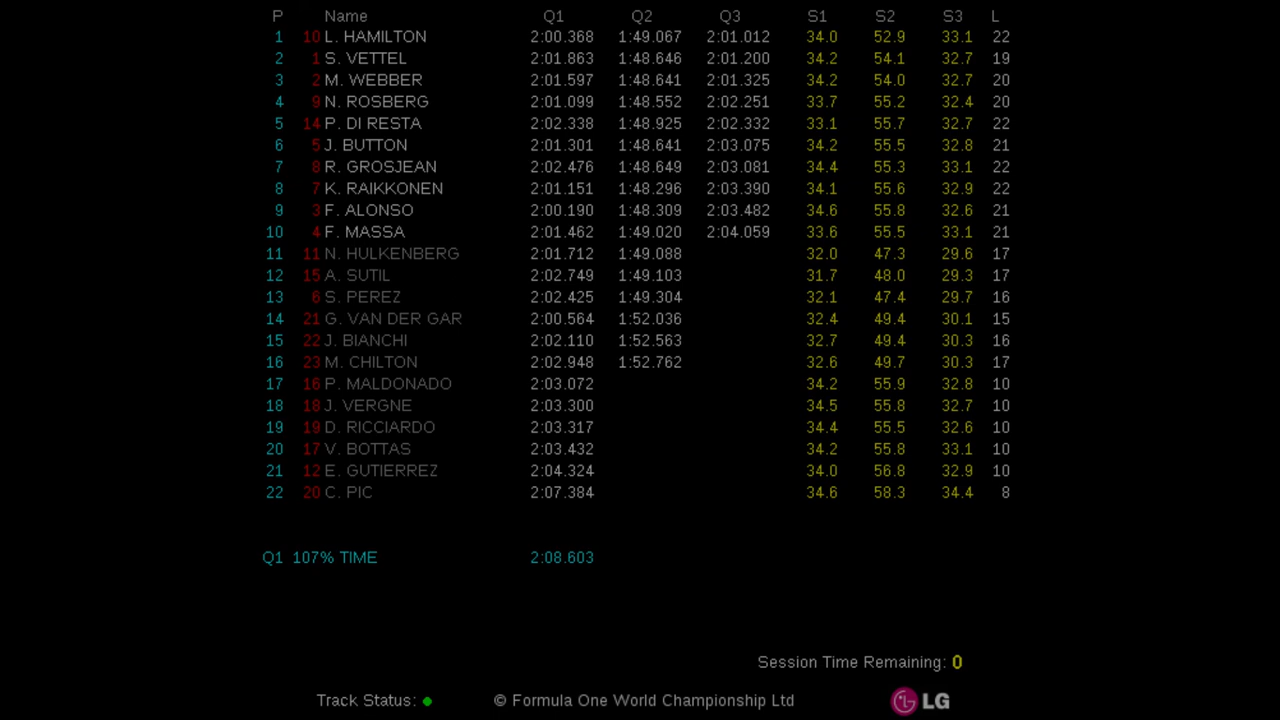 P Name Q1 Q2 Q3 S1 S2 S3 L
1 10 L. HAMILTON 2:00.368 1:49.067 2:01.012 34.0 52.9 33.1 22
2 1 S. VETTEL 2:01.863 1:48.646 2:01.200 34.2 54.1 32.7 19
3 2 M. WEBBER 2:01.597 1:48.641 2:01.325 34.2 54.0 32.7 20
4 9 N. ROSBERG 2:01.099 1:48.552 2:02.251 33.7 55.2 32.4 20
5 14 P. DI RESTA 2:02.338 1:48.925 2:02.332 33.1 55.7 32.7 22
6 5 J. BUTTON 2:01.301 1:48.641 2:03.075 34.2 55.5 32.8 21
7 8 R. GROSJEAN 2:02.476 1:48.649 2:03.081 34.4 55.3 33.1 22
8 7 K. RAIKKONEN 2:01.151 1:48.296 2:03.390 34.1 55.6 32.9 22
9 3 F. ALONSO 2:00.190 1:48.309 2:03.482 34.6 55.8 32.6 21
10 4 F. MASSA 2:01.462 1:49.020 2:04.059 33.6 55.5 33.1 21
11 11 N. HULKENBERG 2:01.712 1:49.088 32.0 47.3 29.6 17
12 15 A. SUTIL 2:02.749 1:49.103 31.7 48.0 29.3 17
13 6 S. PEREZ 2:02.425 1:49.304 32.1 47.4 29.7 16
14 21 G. VAN DER GAR 2:00.564 1:52.036 32.4 49.4 30.1 15
15 22 J. BIANCHI 2:02.110 1:52.563 32.7 49.4 30.3 16
16 23 M. CHILTON 2:02.948 1:52.762 32.6 49.7 30.3 17
17 16 P. MALDONADO 2:03.072 34.2 55.9 32.8 10
18 18 J. VERGNE 2:03.300 34.5 55.8 32.7 10
19 19 D. RICCIARDO 2:03.317 34.4 55.5 32.6 10
20 17 V. BOTTAS 2:03.432 34.2 55.8 33.1 10
21 12 E. GUTIERREZ 2:04.324 34.0 56.8 32.9 10
22 20 C. PIC 2:07.384 34.6 58.3 34.4 8
Q1 107% TIME 2:08.603
Session Time Remaining: 0
Track Status: © Formula One World Championship Ltd LG